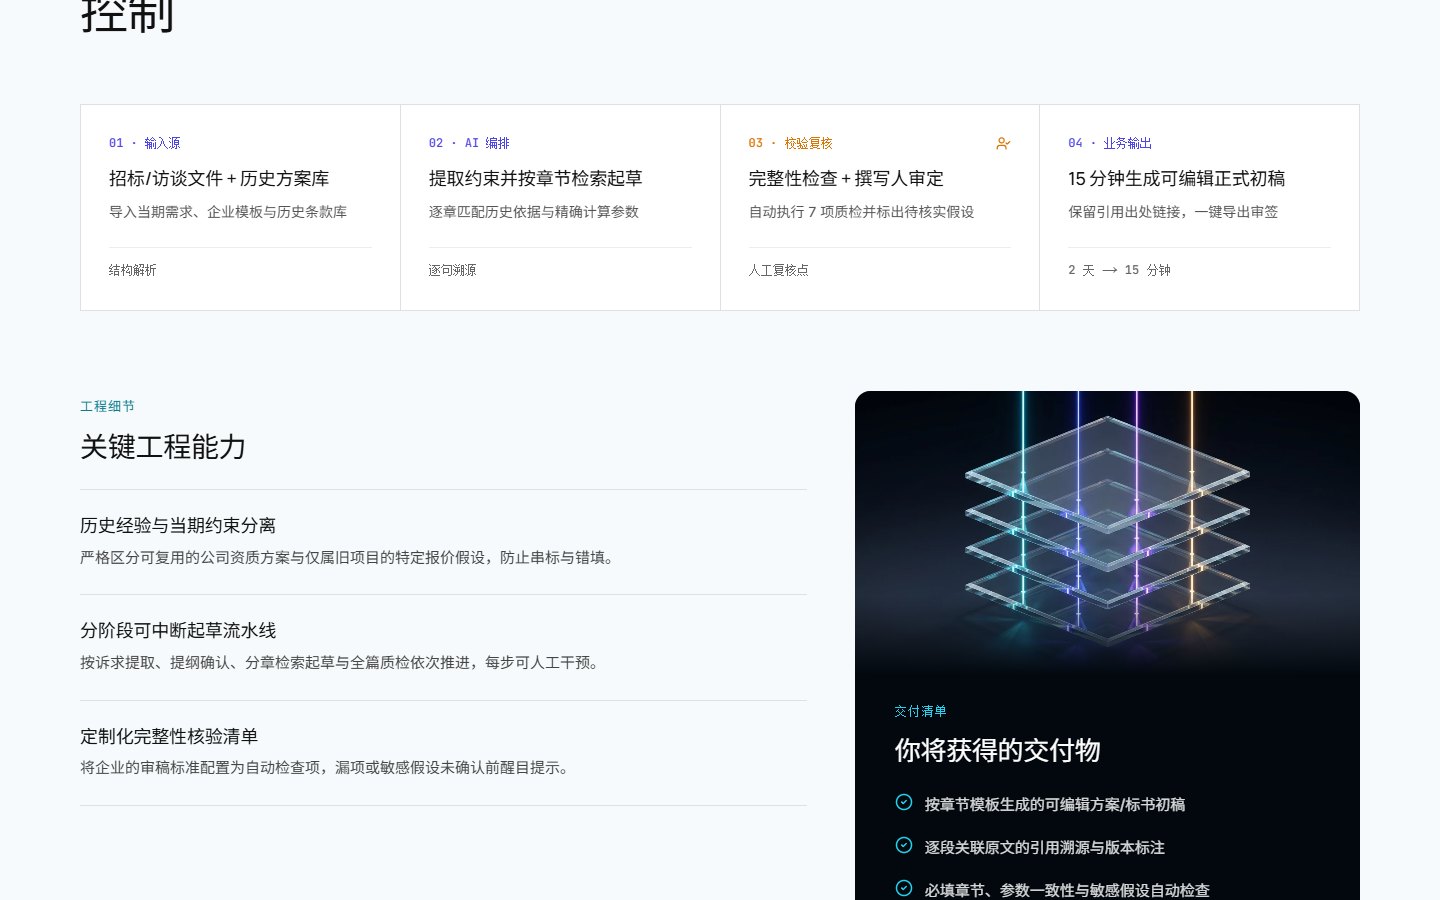 控制
01 · 输入源
招标/访谈文件 + 历史方案库
导入当期需求、企业模板与历史条款库
结构解析
02 · AI 编排
提取约束并按章节检索起草
逐章匹配历史依据与精确计算参数
逐句溯源
03 · 校验复核
完整性检查 + 撰写人审定
自动执行 7 项质检并标出待核实假设
人工复核点
04 · 业务输出
15 分钟生成可编辑正式初稿
保留引用出处链接，一键导出审签
2 天 → 15 分钟
工程细节
关键工程能力
历史经验与当期约束分离
严格区分可复用的公司资质方案与仅属旧项目的特定报价假设，防止串标与错填。
分阶段可中断起草流水线
按诉求提取、提纲确认、分章检索起草与全篇质检依次推进，每步可人工干预。
定制化完整性核验清单
将企业的审稿标准配置为自动检查项，漏项或敏感假设未确认前醒目提示。
交付清单
你将获得的交付物
按章节模板生成的可编辑方案/标书初稿
逐段关联原文的引用溯源与版本标注
必填章节、参数一致性与敏感假设自动检查